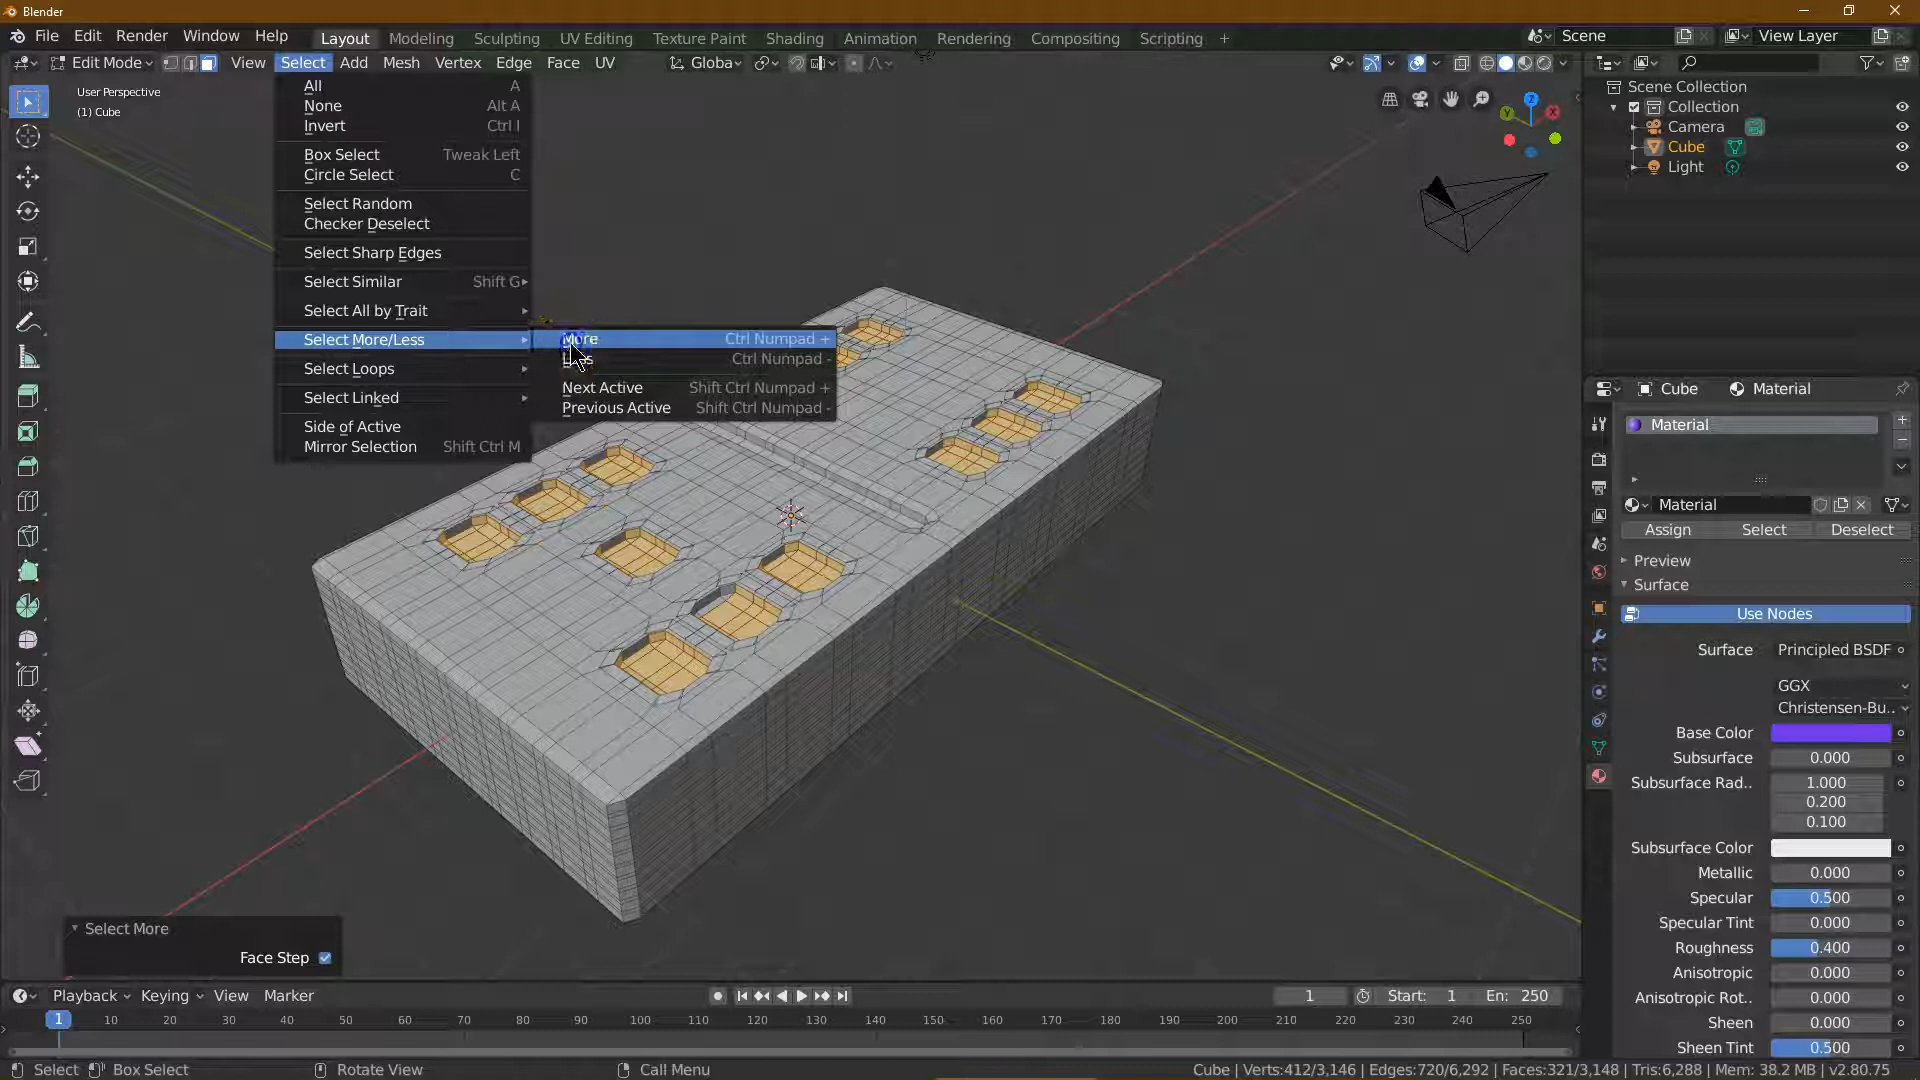 Blender
File Edit Render Window Help Layout Modeling Sculpting UV Editing Texture Paint Shading Animation Rendering Compositing Scripting + Scene View Layer
Edit Mode View Select Add Mesh Vertex Edge Face UV Globa
User Perspective
(1) Cube
All A
None Alt A
Invert Ctrl I
Box Select Tweak Left
Circle Select C
Select Random
Checker Deselect
Select Sharp Edges
Select Similar Shift G
Select All by Trait
Select More/Less
Select Loops
Select Linked
Side of Active
Mirror Selection Shift Ctrl M
More Ctrl Numpad +
Less Ctrl Numpad -
Next Active Shift Ctrl Numpad +
Previous Active Shift Ctrl Numpad -
Z
Y
X
Scene Collection
Collection
Camera
Cube
Light
Cube Material
Material
Material
Assign Select Deselect
Preview
Surface
Use Nodes
Surface Principled BSDF
GGX
Christensen-Bu..
Base Color
Subsurface 0.000
Subsurface Rad.. 1.000
0.200
0.100
Subsurface Color
Metallic 0.000
Specular 0.500
Specular Tint 0.000
Roughness 0.400
Anisotropic 0.000
Anisotropic Rot.. 0.000
Sheen 0.000
Sheen Tint 0.500
Select More
Face Step
Playback Keying View Marker 1 Start: 1 En: 250
1 10 20 30 40 50 60 70 80 90 100 110 120 130 140 150 160 170 180 190 200 210 220 230 240 250
Select Box Select Rotate View Call Menu Cube | Verts:412/3,146 | Edges:720/6,292 | Faces:321/3,148 | Tris:6,288 | Mem: 38.2 MB | v2.80.75